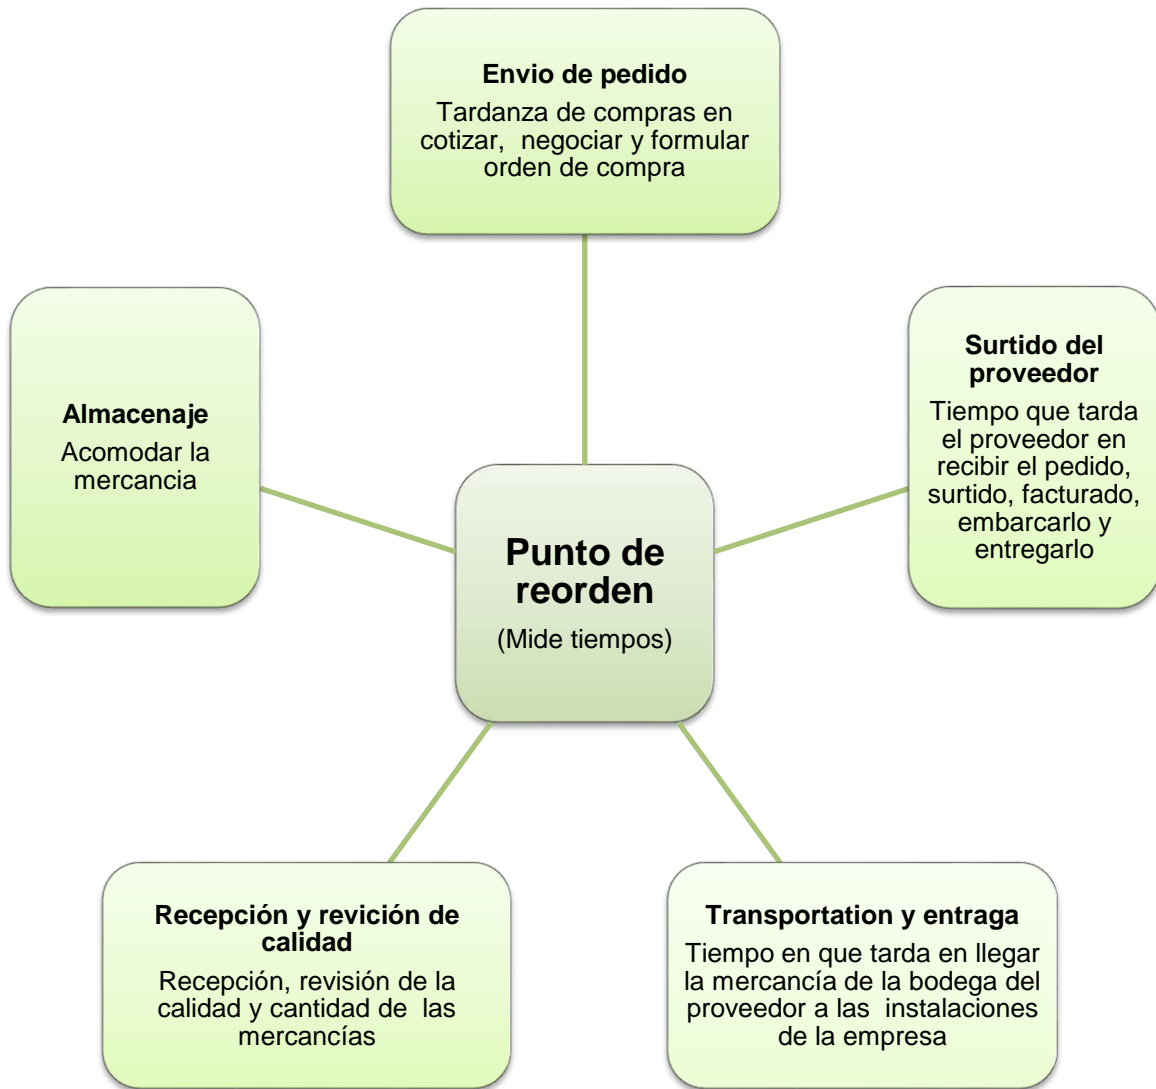 Envio de pedido
Tardanza de compras en
cotizar, negociar y formular
orden de compra
Surtido del
proveedor
Tiempo que tarda
el proveedor en
recibir el pedido,
surtido, facturado,
embarcarlo y
entregarlo
Almacenaje
Acomodar la
mercancia
Punto de
reorden
(Mide tiempos)
Recepción y revición de
calidad
Recepción, revisión de la
calidad y cantidad de las
mercancías
Transportation y entraga
Tiempo en que tarda en llegar
la mercancía de la bodega del
proveedor a las instalaciones
de la empresa